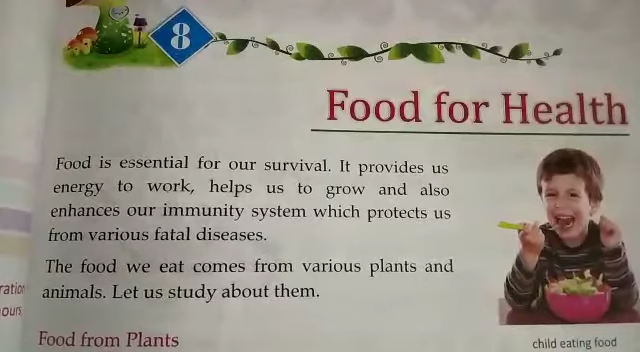 8
Food for Health
Food is essential for our survival. It provides us
energy to work, helps us to grow and also
enhances our immunity system which protects us
from various fatal diseases.
The food we eat comes from various plants and
animals. Let us study about them.
Food from Plants
child eating food